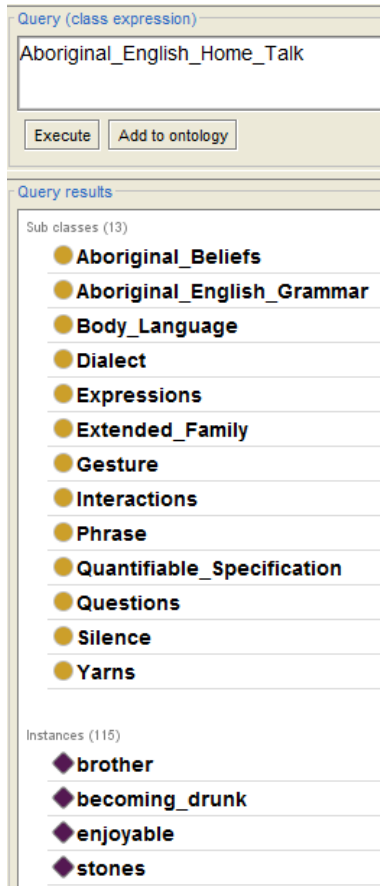 Query (class expression)
Aboriginal_English_Home_Talk
Execute Add to ontology
Query results
Sub classes (13)
Aboriginal_Beliefs
Aboriginal_English_Grammar
Body_Language
Dialect
Expressions
Extended_Family
Gesture
Interactions
Phrase
Quantifiable_Specification
Questions
Silence
Yarns
Instances (115)
brother
becoming_drunk
enjoyable
stones